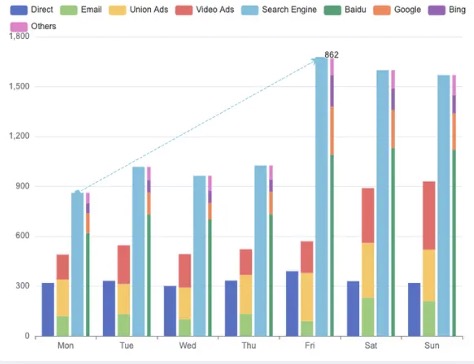 Direct Email Union Ads Video Ads Search Engine Baidu Google Bing
Others
1,800
862
1,500
1,200
900
600
300
0
Mon Tue Wed Thu Fri Sat Sun